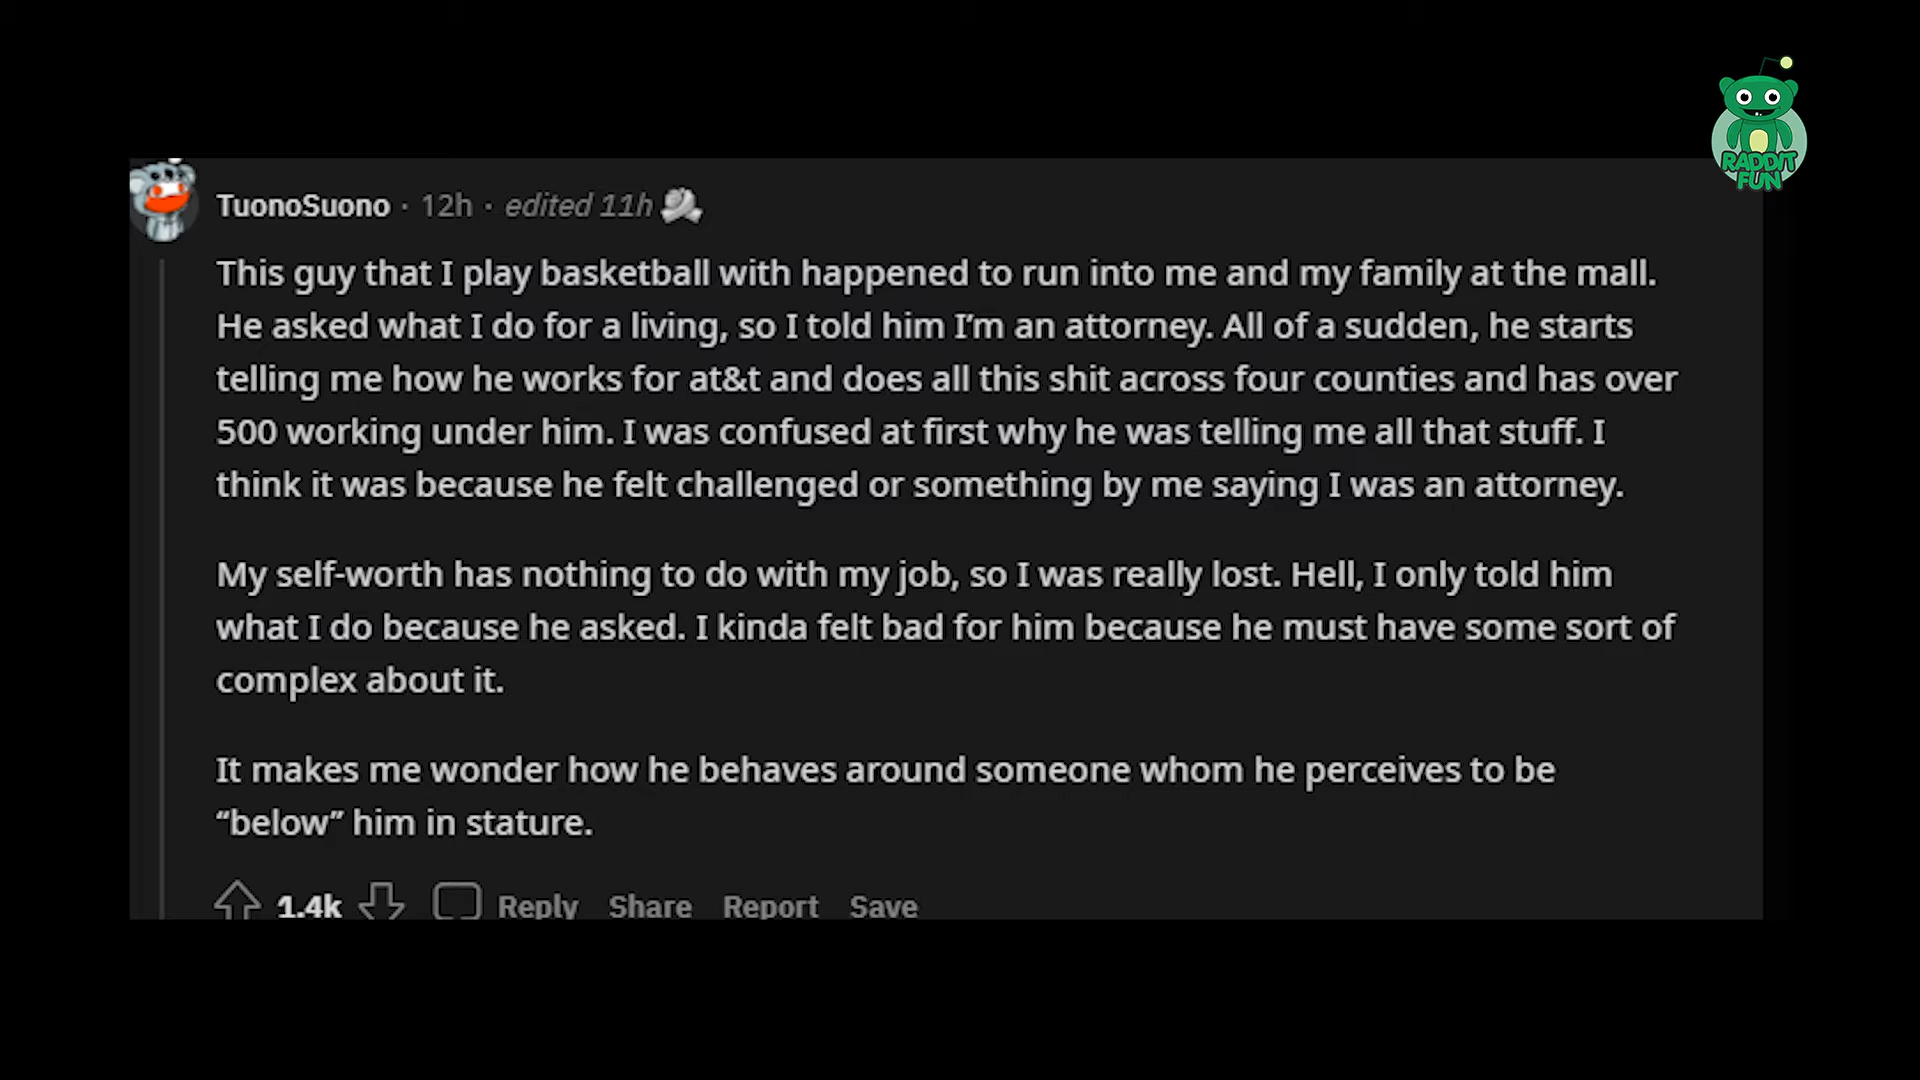 RADDIT
FUN
TuonoSuono · 12h · edited 11h
This guy that I play basketball with happened to run into me and my family at the mall.
He asked what I do for a living, so I told him I’m an attorney. All of a sudden, he starts
telling me how he works for at&t and does all this shit across four counties and has over
500 working under him. I was confused at first why he was telling me all that stuff. I
think it was because he felt challenged or something by me saying I was an attorney.
My self-worth has nothing to do with my job, so I was really lost. Hell, I only told him
what I do because he asked. I kinda felt bad for him because he must have some sort of
complex about it.
It makes me wonder how he behaves around someone whom he perceives to be
“below” him in stature.
1.4k Reply Share Report Save